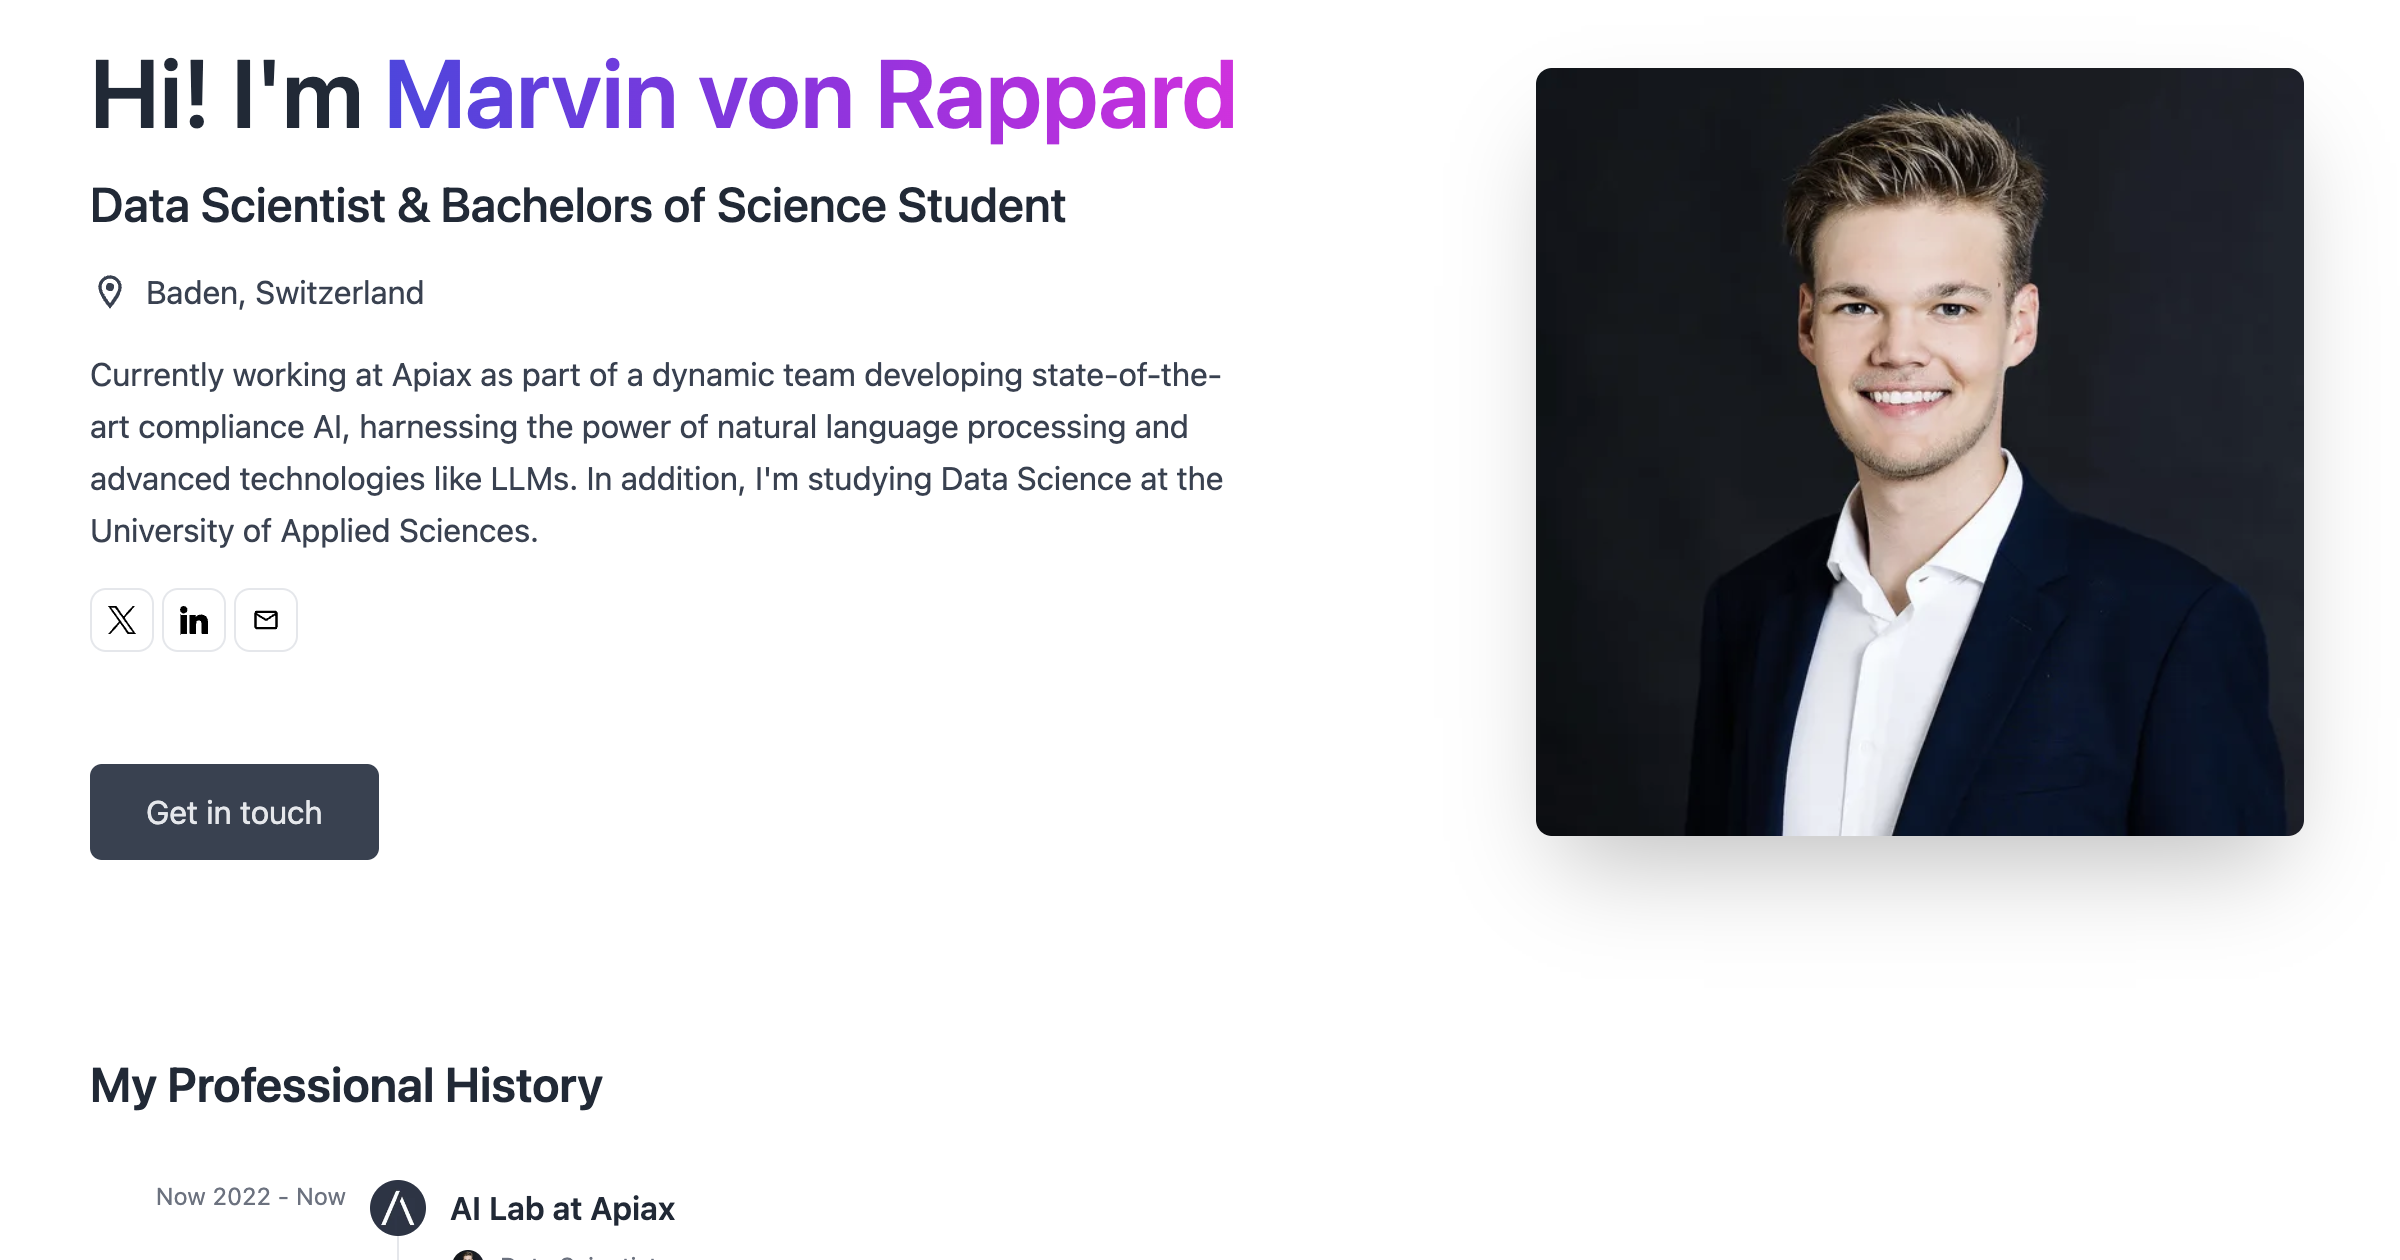 Hi! I'm Marvin von Rappard
Data Scientist & Bachelors of Science Student
Baden, Switzerland
Currently working at Apiax as part of a dynamic team developing state-of-the-
art compliance AI, harnessing the power of natural language processing and
advanced technologies like LLMs. In addition, I'm studying Data Science at the
University of Applied Sciences.
Get in touch
My Professional History
Now 2022 - Now
AI Lab at Apiax